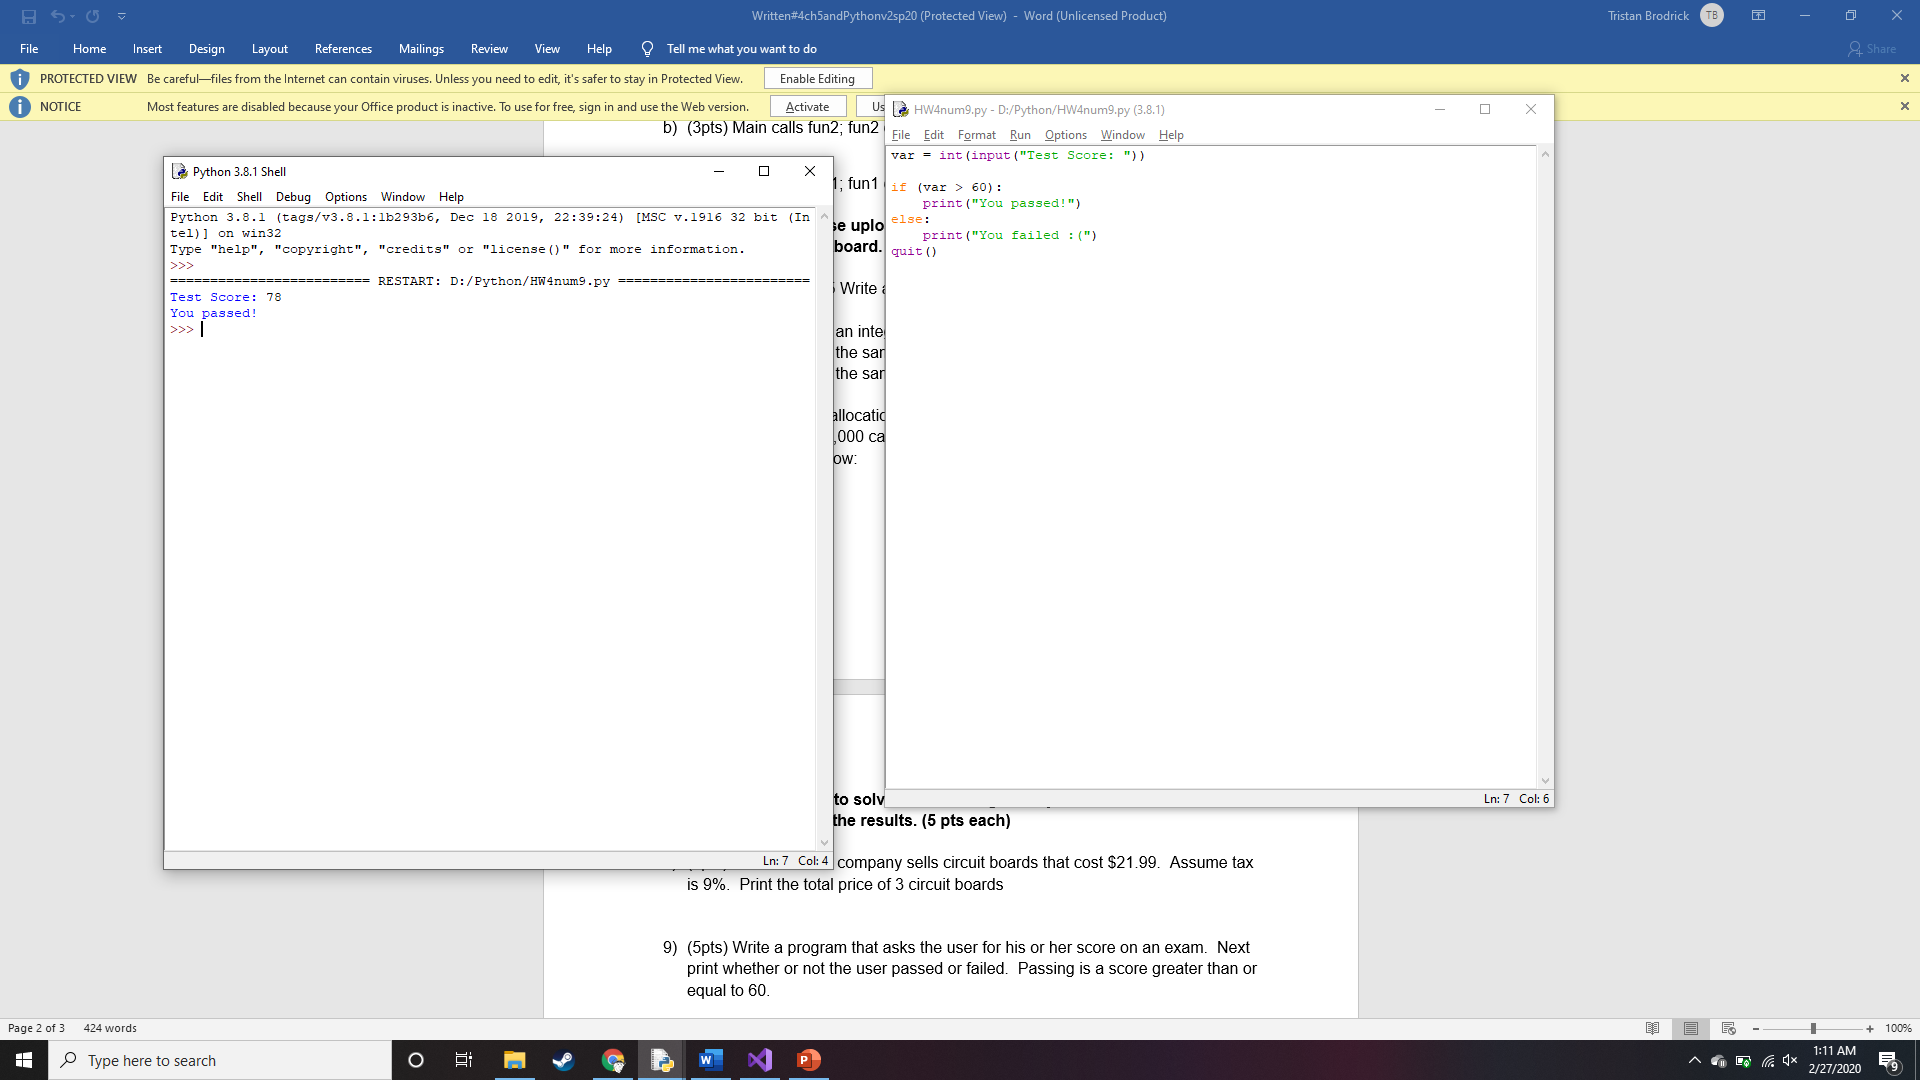 Written#4ch5andPythonv2sp20 (Protected View) - Word (Unlicensed Product)
Tristan Brodrick
TB
File Home Insert Design Layout References Mailings Review View Help Tell me what you want to do
Share
PROTECTED VIEW Be careful—files from the Internet can contain viruses. Unless you need to edit, it's safer to stay in Protected View. Enable Editing
NOTICE Most features are disabled because your Office product is inactive. To use for free, sign in and use the Web version. Activate Us
b) (3pts) Main calls fun2; fun2
1; fun1
se uplo
board.
Write a
an inte
the sar
the sar
allocatio
,000 ca
ow:
Python 3.8.1 Shell
File Edit Shell Debug Options Window Help
Python 3.8.1 (tags/v3.8.1:1b293b6, Dec 18 2019, 22:39:24) [MSC v.1916 32 bit (In
tel)] on win32
Type "help", "copyright", "credits" or "license()" for more information.
>>>
========================= RESTART: D:/Python/HW4num9.py ========================
Test Score: 78
You passed!
>>>
Ln: 7 Col: 4
HW4num9.py - D:/Python/HW4num9.py (3.8.1)
File Edit Format Run Options Window Help
var = int(input("Test Score: "))
if (var > 60):
    print("You passed!")
else:
    print("You failed :(")
quit()
Ln: 7 Col: 6
to solv
the results. (5 pts each)
company sells circuit boards that cost $21.99. Assume tax
is 9%. Print the total price of 3 circuit boards
9) (5pts) Write a program that asks the user for his or her score on an exam. Next
print whether or not the user passed or failed. Passing is a score greater than or
equal to 60.
Page 2 of 3 424 words
100%
Type here to search
1:11 AM
2/27/2020
9